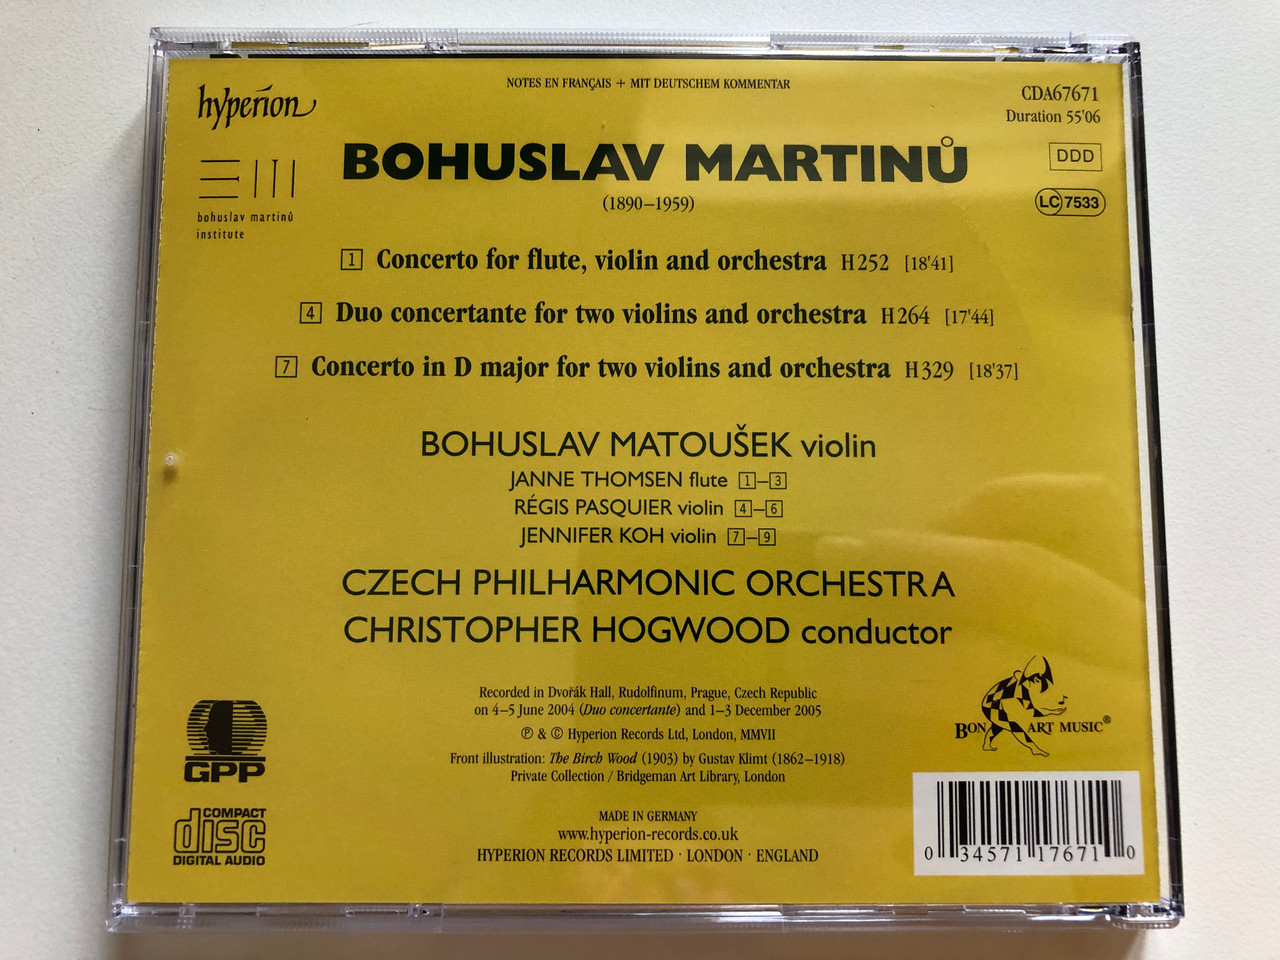 NOTES EN FRANÇAIS + MIT DEUTSCHEM KOMMENTAR
hyperion
CDA67671
Duration 55'06
DDD
LC 7533
bohuslav martinů
institute
BOHUSLAV MARTINŮ
(1890–1959)
1 Concerto for flute, violin and orchestra H252 [18'41]
4 Duo concertante for two violins and orchestra H264 [17'44]
7 Concerto in D major for two violins and orchestra H329 [18'37]
BOHUSLAV MATOUŠEK violin
JANNE THOMSEN flute 1–3
RÉGIS PASQUIER violin 4–6
JENNIFER KOH violin 7–9
CZECH PHILHARMONIC ORCHESTRA
CHRISTOPHER HOGWOOD conductor
Recorded in Dvořák Hall, Rudolfinum, Prague, Czech Republic
on 4–5 June 2004 (Duo concertante) and 1–3 December 2005
℗ & © Hyperion Records Ltd, London, MMVII
Front illustration: The Birch Wood (1903) by Gustav Klimt (1862–1918)
Private Collection / Bridgeman Art Library, London
MADE IN GERMANY
www.hyperion-records.co.uk
HYPERION RECORDS LIMITED · LONDON · ENGLAND
GPP
COMPACT
disc
DIGITAL AUDIO
BON ART MUSIC®
0 34571 17671 0